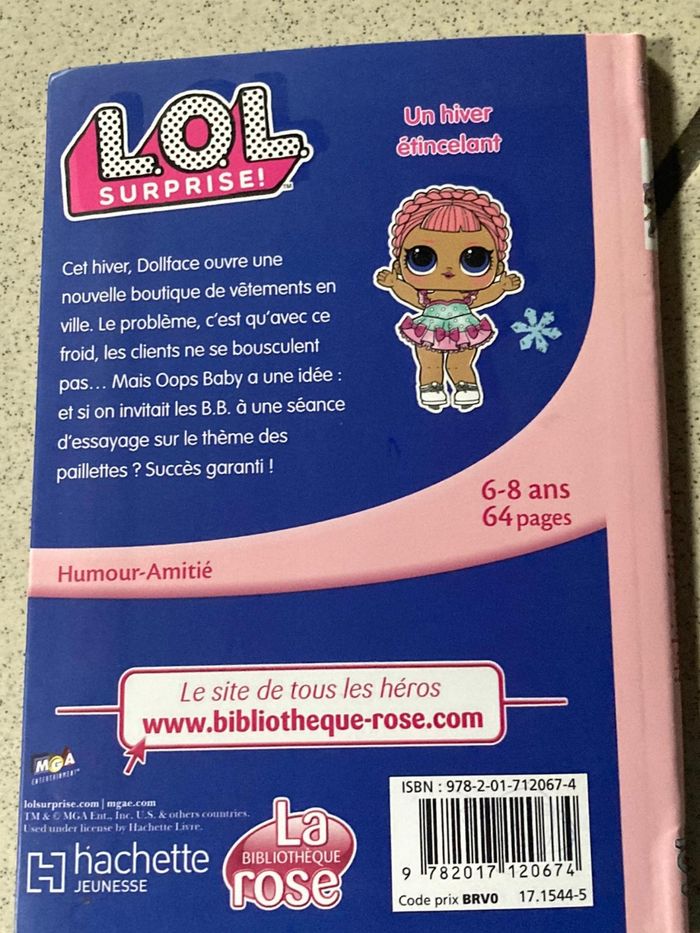 L.O.L.
SURPRISE!™
Un hiver
étincelant
Cet hiver, Dollface ouvre une
nouvelle boutique de vêtements en
ville. Le problème, c'est qu'avec ce
froid, les clients ne se bousculent
pas... Mais Oops Baby a une idée :
et si on invitait les B.B. à une séance
d'essayage sur le thème des
paillettes ? Succès garanti !
6-8 ans
64 pages
Humour-Amitié
Le site de tous les héros
www.bibliotheque-rose.com
MGA
ENTERTAINMENT™
lolsurprise.com | mgae.com
TM & © MGA Ent., Inc. U.S. & others countries.
Used under license by Hachette Livre.
hachette
JEUNESSE
La
BIBLIOTHÈQUE
rose
ISBN : 978-2-01-712067-4
9 782017 120674
Code prix BRV0 17.1544-5